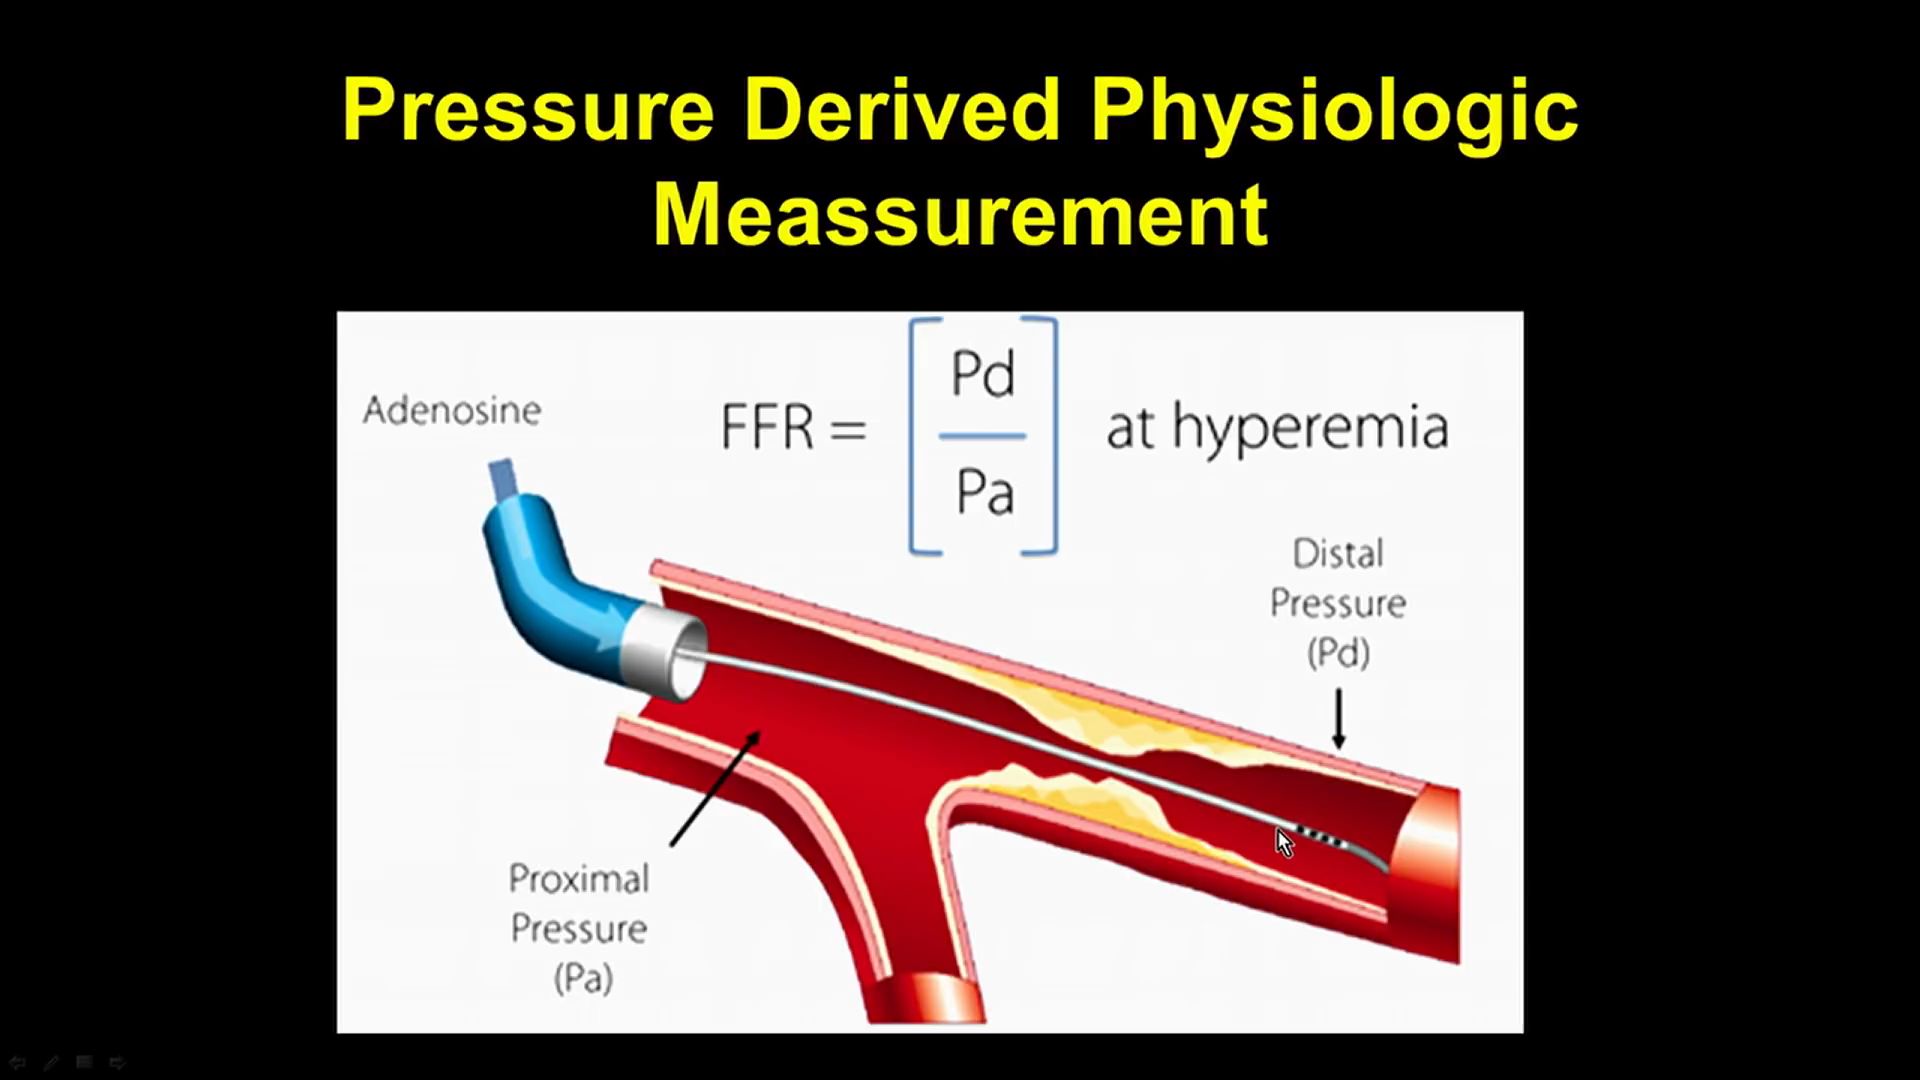 Pressure Derived Physiologic
Meassurement
Adenosine
FFR =
Pd
Pa
at hyperemia
Distal
Pressure
(Pd)
Proximal
Pressure
(Pa)